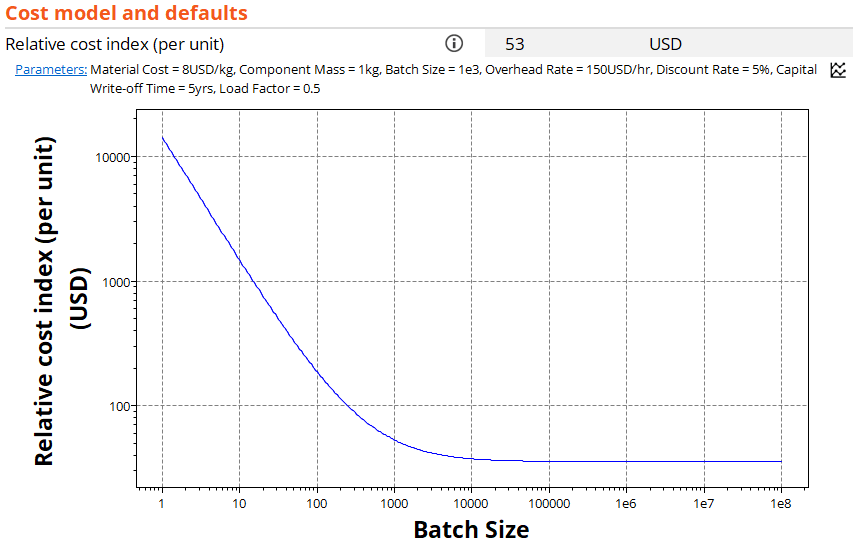 Cost model and defaults
Relative cost index (per unit) 53 USD
Parameters: Material Cost = 8USD/kg, Component Mass = 1kg, Batch Size = 1e3, Overhead Rate = 150USD/hr, Discount Rate = 5%, Capital
Write-off Time = 5yrs, Load Factor = 0.5
Relative cost index (per unit)
(USD)
10000
1000
100
1 10 100 1000 10000 100000 1e6 1e7 1e8
Batch Size